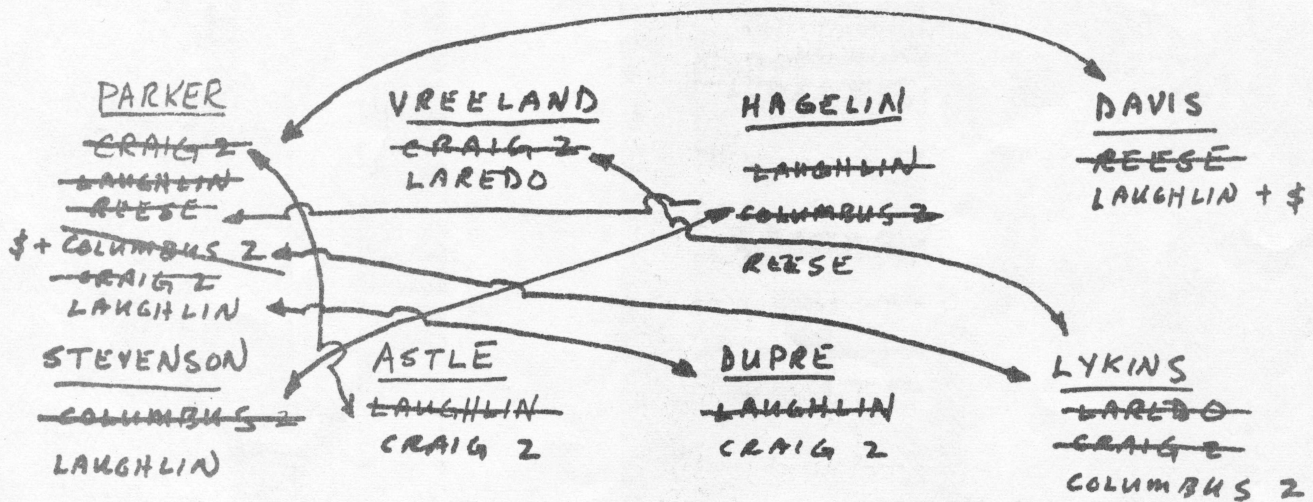 PARKER
CRAIG 2
LAUGHLIN
REESE
$+ COLUMBUS 2
CRAIG 2
LAUGHLIN
VREELAND
CRAIG 2
LAREDO
HAGELIN
LAUGHLIN
COLUMBUS 2
REESE
DAVIS
REESE
LAUGHLIN + $
STEVENSON
COLUMBUS 2
LAUGHLIN
ASTLE
LAUGHLIN
CRAIG 2
DUPRE
LAUGHLIN
CRAIG 2
LYKINS
LAREDO
CRAIG 2
COLUMBUS 2